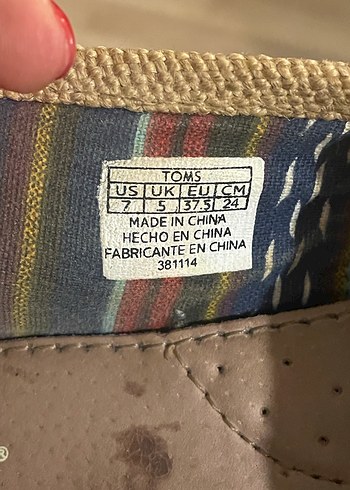 TOMS
US UK EU CM
7 5 37.5 24
MADE IN CHINA
HECHO EN CHINA
FABRICANTE EN CHINA
381114
®